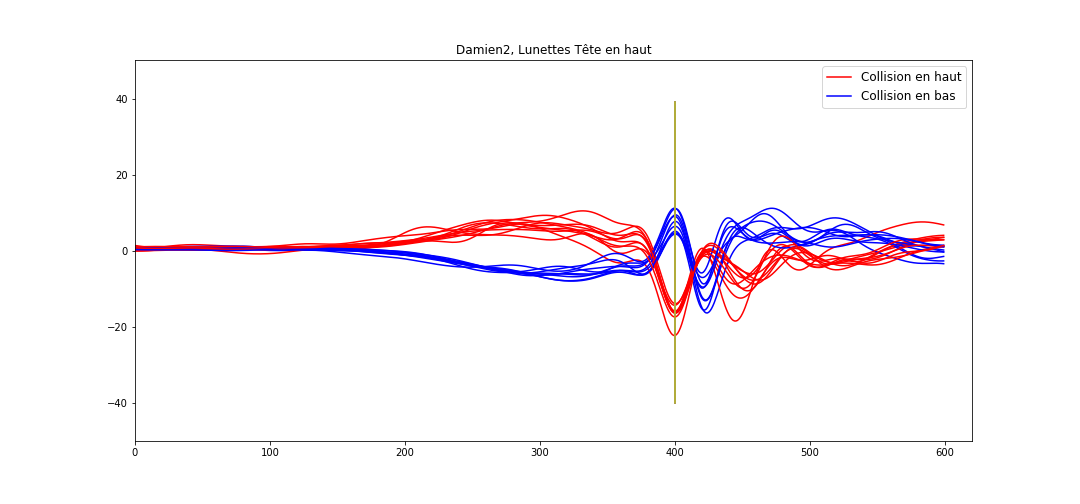 Damien2, Lunettes Tête en haut
Collision en haut
Collision en bas
40
20
0
−20
−40
0 100 200 300 400 500 600